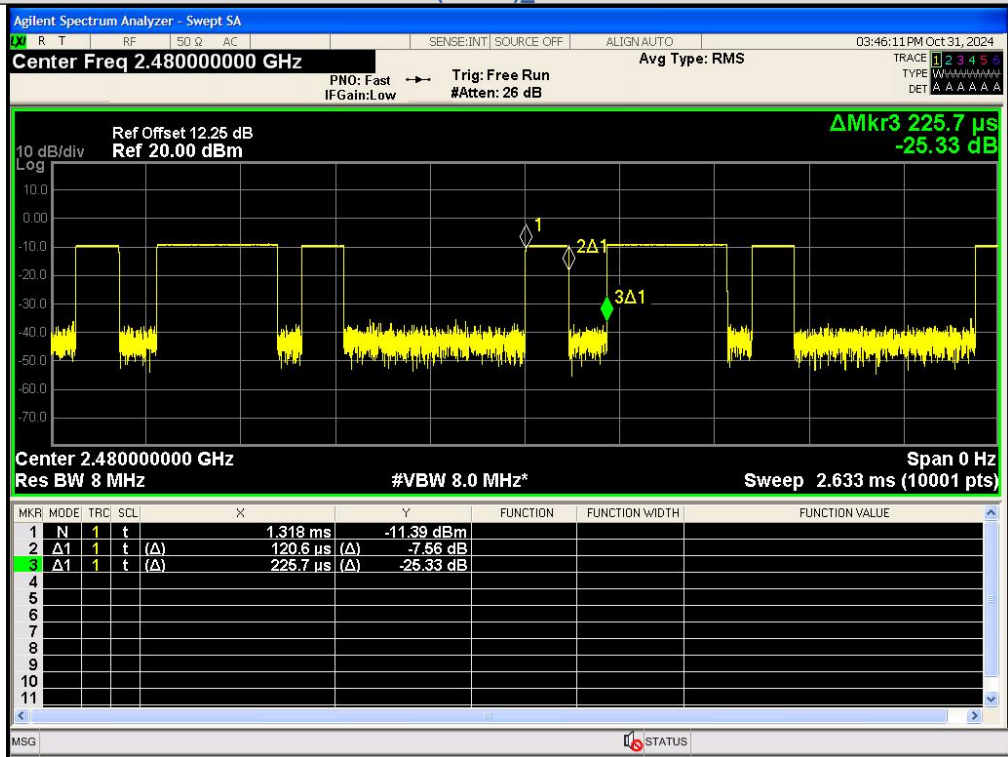 Agilent Spectrum Analyzer - Swept SA
LXI R T RF 50 Ω AC SENSE:INT SOURCE OFF ALIGN AUTO 03:46:11 PM Oct 31, 2024
Center Freq 2.480000000 GHz Avg Type: RMS TRACE 1 2 3 4 5 6
PNO: Fast Trig: Free Run TYPE W
IFGain:Low #Atten: 26 dB DET A A A A A A
ΔMkr3 225.7 µs
-25.33 dB
Ref Offset 12.25 dB
10 dB/div Ref 20.00 dBm
Log
10.0
0.00
-10.0
-20.0
-30.0
-40.0
-50.0
-60.0
-70.0
1
2Δ1
3Δ1
Center 2.480000000 GHz Span 0 Hz
Res BW 8 MHz #VBW 8.0 MHz* Sweep 2.633 ms (10001 pts)
MKR MODE TRC SCL X Y FUNCTION FUNCTION WIDTH FUNCTION VALUE
1 N 1 t 1.318 ms -11.39 dBm
2 Δ1 1 t (Δ) 120.6 µs (Δ) -7.56 dB
3 Δ1 1 t (Δ) 225.7 µs (Δ) -25.33 dB
4
5
6
7
8
9
10
11
MSG STATUS